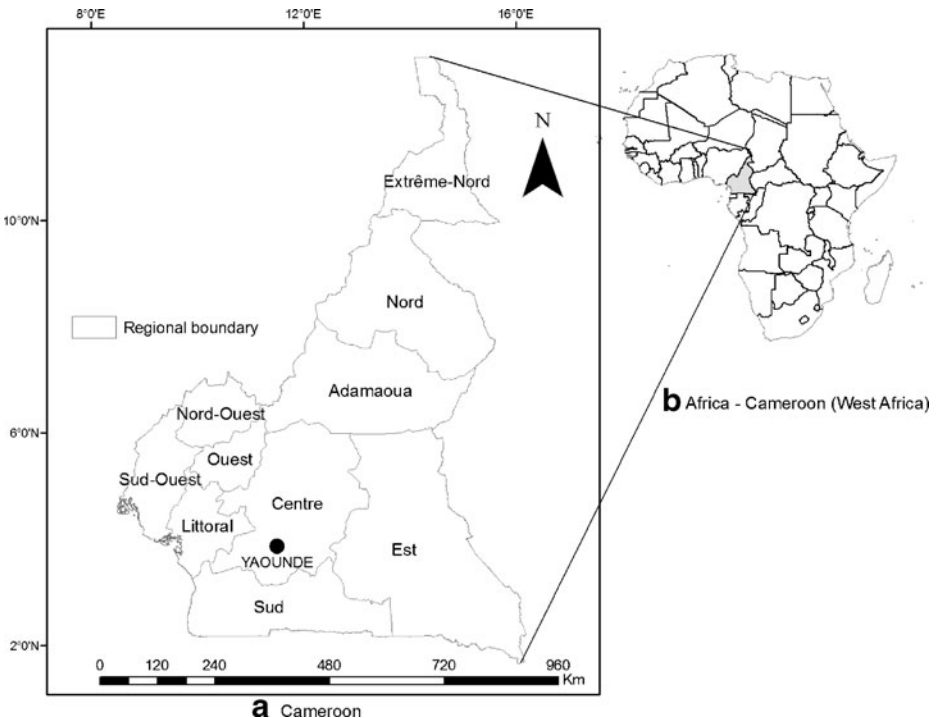 8°0'E 12°0'E 16°0'E
N
Extrême-Nord
10°0'N
Nord
Regional boundary
Adamaoua
b Africa - Cameroon (West Africa)
Nord-Ouest
6°0'N
Ouest
Sud-Ouest
Centre
Littoral
Est
YAOUNDE
Sud
2°0'N
0 120 240 480 720 960
Km
a Cameroon